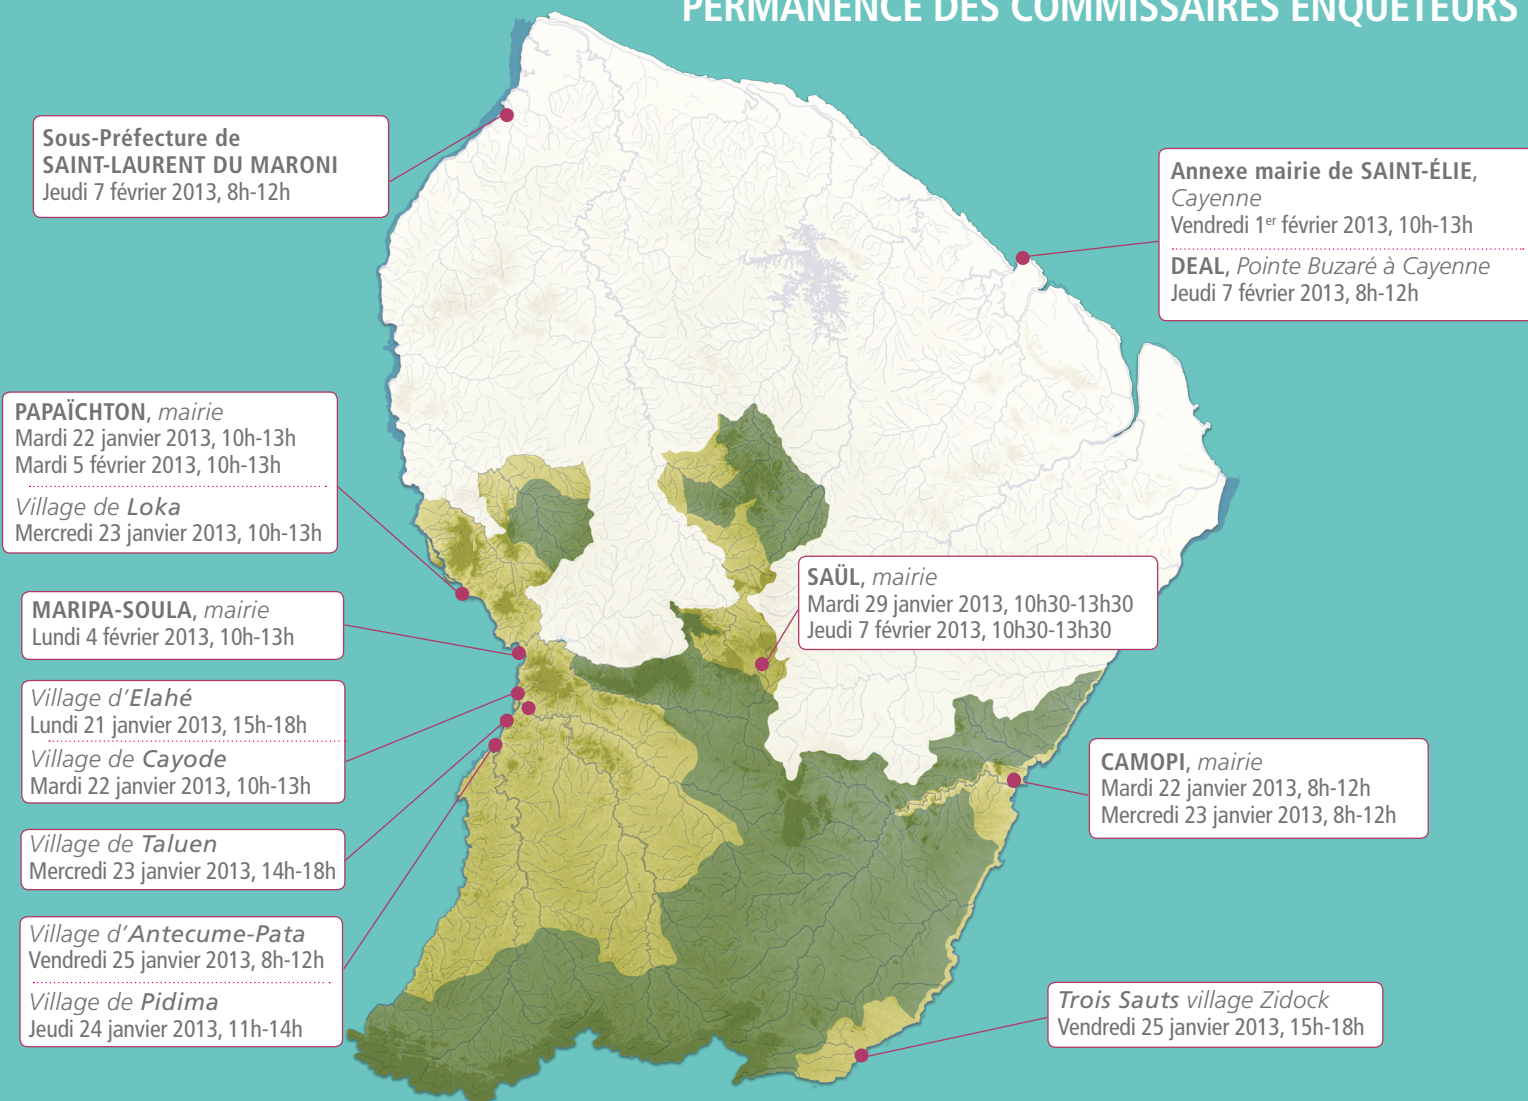 PERMANENCE DES COMMISSAIRES ENQUÊTEURS
Sous-Préfecture de
SAINT-LAURENT DU MARONI
Jeudi 7 février 2013, 8h-12h
Annexe mairie de SAINT-ÉLIE,
Cayenne
Vendredi 1er février 2013, 10h-13h
DEAL, Pointe Buzaré à Cayenne
Jeudi 7 février 2013, 8h-12h
PAPAÏCHTON, mairie
Mardi 22 janvier 2013, 10h-13h
Mardi 5 février 2013, 10h-13h
Village de Loka
Mercredi 23 janvier 2013, 10h-13h
SAÜL, mairie
Mardi 29 janvier 2013, 10h30-13h30
Jeudi 7 février 2013, 10h30-13h30
MARIPA-SOULA, mairie
Lundi 4 février 2013, 10h-13h
Village d'Elahé
Lundi 21 janvier 2013, 15h-18h
Village de Cayode
Mardi 22 janvier 2013, 10h-13h
CAMOPI, mairie
Mardi 22 janvier 2013, 8h-12h
Mercredi 23 janvier 2013, 8h-12h
Village de Taluen
Mercredi 23 janvier 2013, 14h-18h
Village d'Antecume-Pata
Vendredi 25 janvier 2013, 8h-12h
Village de Pidima
Jeudi 24 janvier 2013, 11h-14h
Trois Sauts village Zidock
Vendredi 25 janvier 2013, 15h-18h